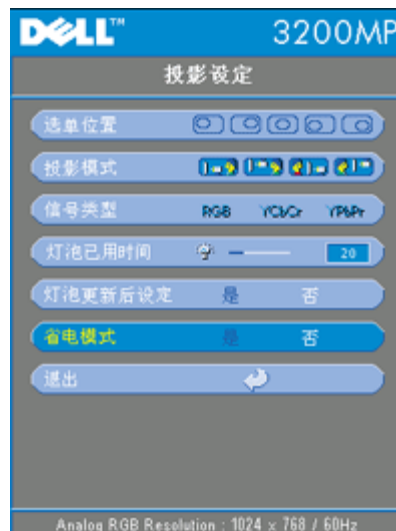 DELL™ 3200MP
投影设定
选单位置
投影模式
信号类型 RGB YCbCr YPbPr
灯泡已用时间 20
灯泡更新后设定 是 否
省电模式 是 否
退出
Analog RGB Resolution : 1024 x 768 / 60Hz